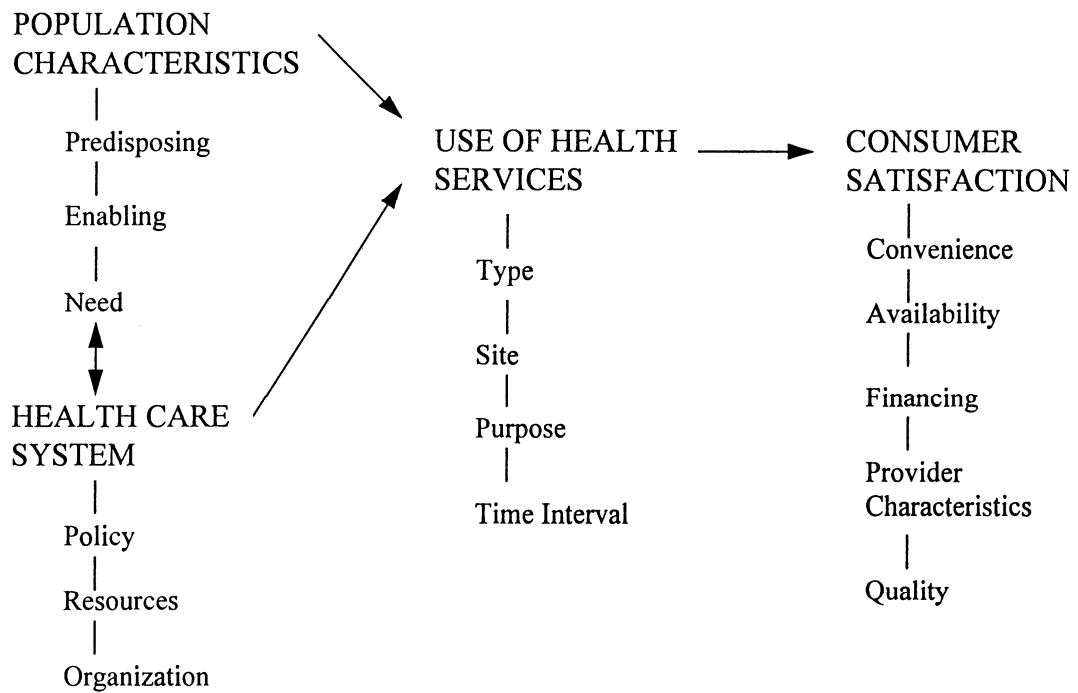 POPULATION
CHARACTERISTICS
Predisposing
Enabling
Need
HEALTH CARE
SYSTEM
Policy
Resources
Organization
USE OF HEALTH
SERVICES
Type
Site
Purpose
Time Interval
CONSUMER
SATISFACTION
Convenience
Availability
Financing
Provider
Characteristics
Quality